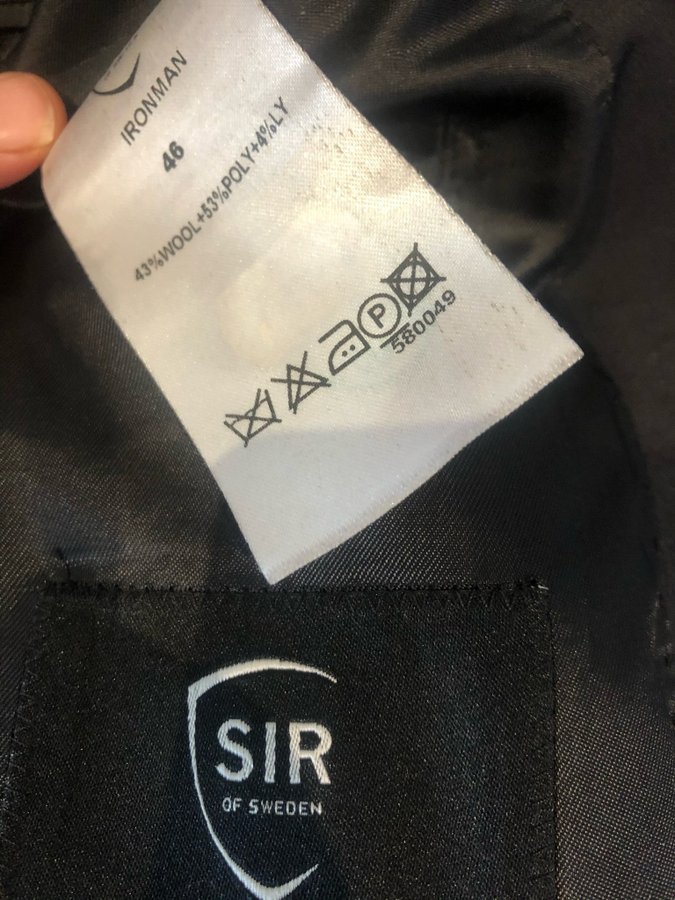 IRONMAN
46
43%WOOL+53%POLY+4%LY
P
580049
SIR
OF SWEDEN